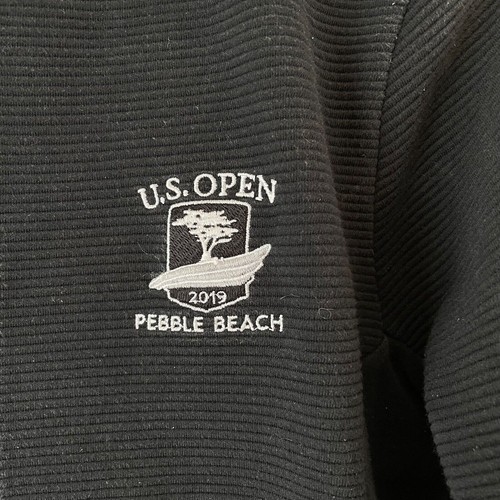 U.S. OPEN
2019
PEBBLE BEACH